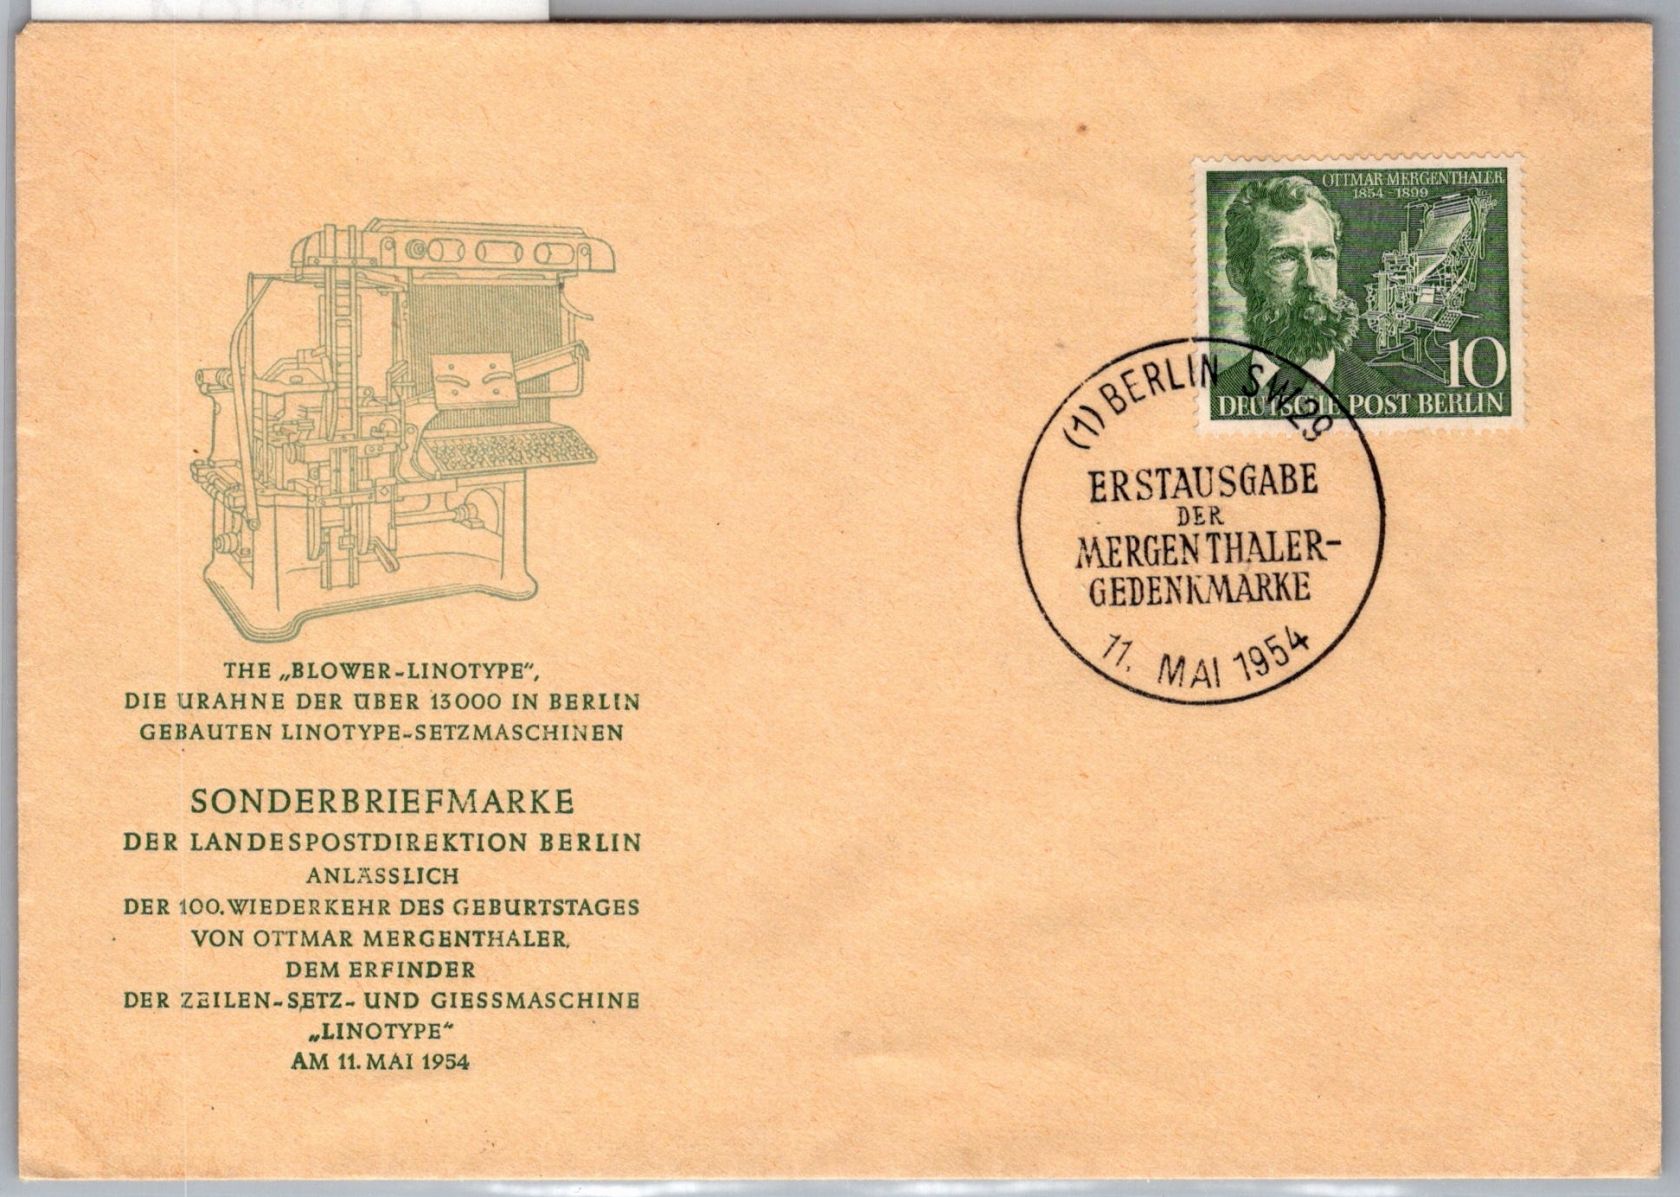 OTTMAR MERGENTHALER
1854-1899
10
DEUTSCHE POST BERLIN
(1) BERLIN SW 29
ERSTAUSGABE
DER
MERGENTHALER-
GEDENKMARKE
11. MAI 1954
THE „BLOWER-LINOTYPE“,
DIE URAHNE DER ÜBER 13000 IN BERLIN
GEBAUTEN LINOTYPE-SETZMASCHINEN
SONDERBRIEFMARKE
DER LANDESPOSTDIREKTION BERLIN
ANLÄSSLICH
DER 100. WIEDERKEHR DES GEBURTSTAGES
VON OTTMAR MERGENTHALER,
DEM ERFINDER
DER ZEILEN-SETZ- UND GIESSMASCHINE
„LINOTYPE“
AM 11. MAI 1954